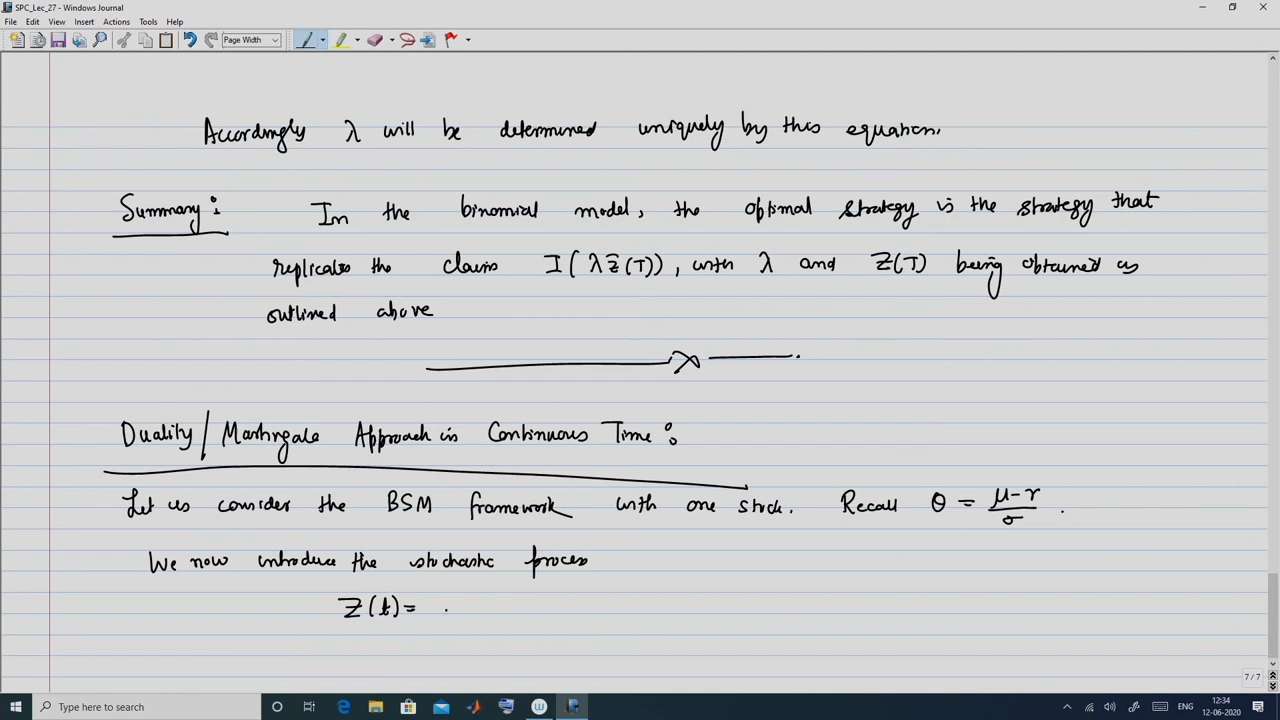 SPC_Lec_27 - Windows Journal
File Edit View Insert Actions Tools Help
Page Width
Accordingly λ will be determined uniquely by this equation.
Summary: In the binomial model, the optimal strategy is the strategy that
replicates the claim I(λZ̄(T)), with λ and Z(T) being obtained as
outlined above
Duality/Martingale Approach in Continuous Time:
Let us consider the BSM framework with one stock. Recall θ = (μ-r)/σ.
We now introduce the stochastic process
Z(t) =
7/7
Type here to search
ENG
12:34
12-06-2020